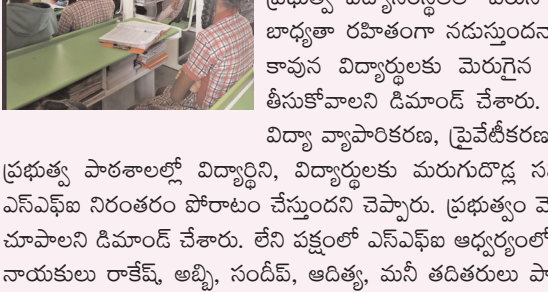 బాధ్యతా రహితంగా నడుస్తుందన
కావున విద్యార్థులకు మెరుగైన
తీసుకోవాలని డిమాండ్ చేశారు.
విద్యా వ్యాపారికరణ, ప్రైవేటీకరణ
ప్రభుత్వ పాఠశాలల్లో విద్యార్థిని, విద్యార్థులకు మరుగుదొడ్ల స
ఎస్ఎఫ్ఐ నిరంతరం పోరాటం చేస్తుందని చెప్పారు. ప్రభుత్వం
చూపాలని డిమాండ్ చేశారు. లేని పక్షంలో ఎస్ఎఫ్ఐ ఆధ్వర్యంలో
నాయకులు రాకేష్, అబ్బి, సందీప్, ఆదిత్య, మనీ తదితరులు పా